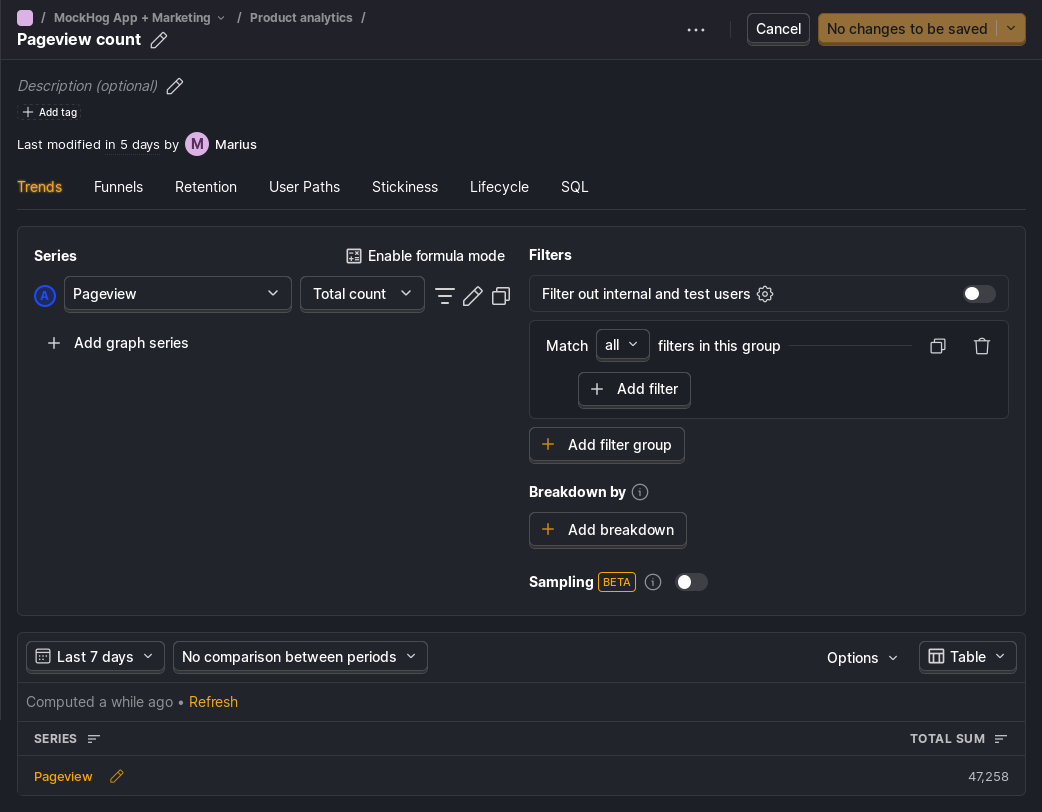 / MockHog App + Marketing / Product analytics /
Pageview count
Cancel
No changes to be saved
Description (optional)
Add tag
Last modified in 5 days by M Marius
Trends Funnels Retention User Paths Stickiness Lifecycle SQL
Series
Enable formula mode
A Pageview Total count
Add graph series
Filters
Filter out internal and test users
Match all filters in this group
Add filter
Add filter group
Breakdown by
Add breakdown
Sampling BETA
Last 7 days No comparison between periods Options Table
Computed a while ago • Refresh
SERIES TOTAL SUM
Pageview 47,258